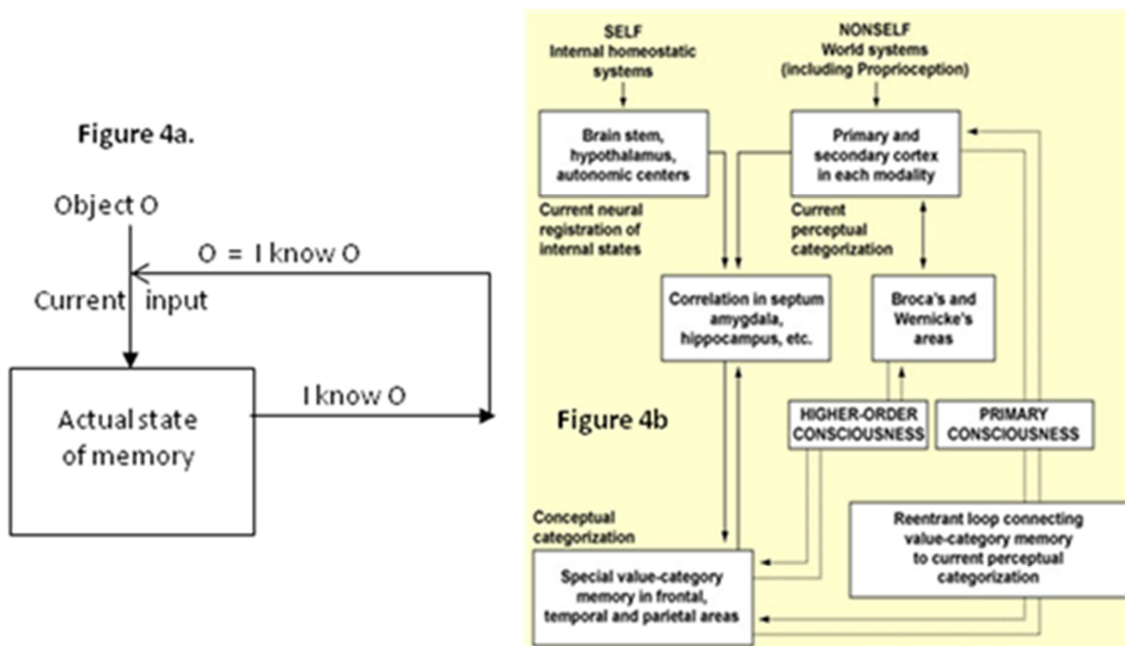 Figure 4a.
Object O
O = I know O
Current input
I know O
Actual state
of memory
SELF
Internal homeostatic
systems
NONSELF
World systems
(including Proprioception)
Brain stem,
hypothalamus,
autonomic centers
Primary and
secondary cortex
in each modality
Current neural
registration of
internal states
Current
perceptual
categorization
Correlation in septum
amygdala,
hippocampus, etc.
Broca's and
Wernicke's
areas
Figure 4b
HIGHER-ORDER
CONSCIOUSNESS
PRIMARY
CONSCIOUSNESS
Conceptual
categorization
Special value-category
memory in frontal,
temporal and parietal areas
Reentrant loop connecting
value-category memory
to current perceptual
categorization